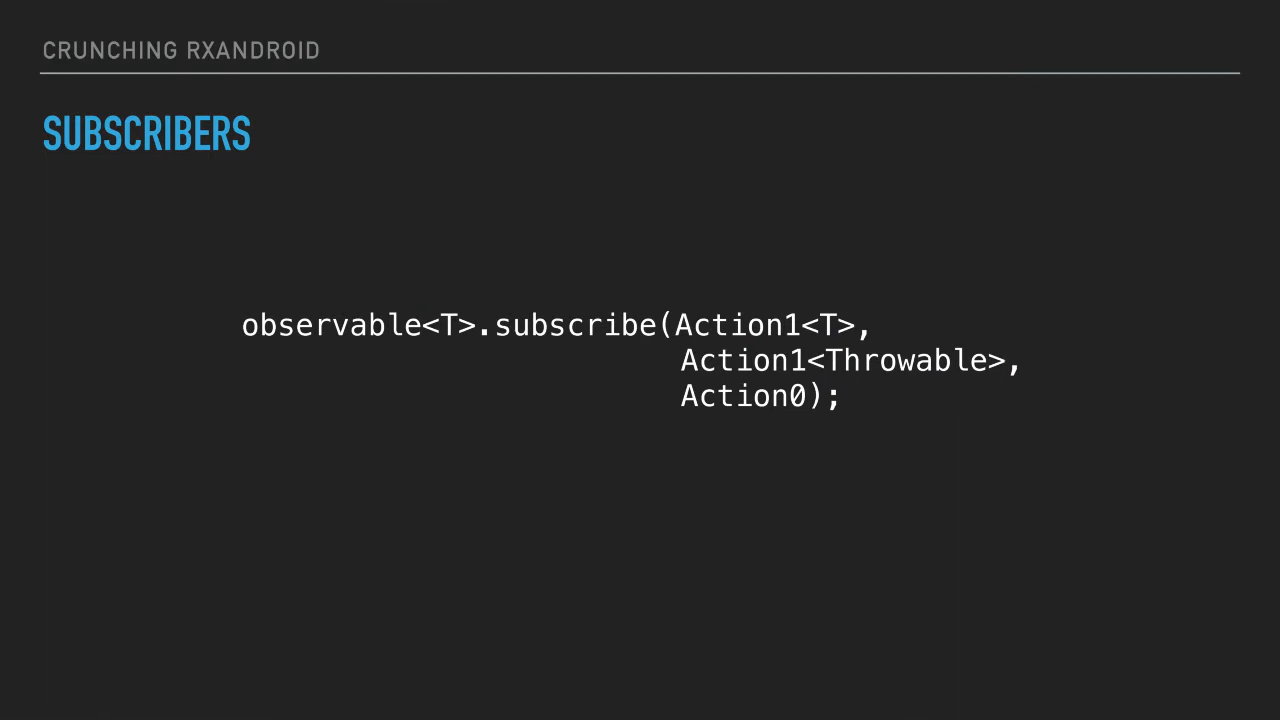 CRUNCHING RXANDROID
SUBSCRIBERS
observable<T>.subscribe(Action1<T>,
Action1<Throwable>,
Action0);